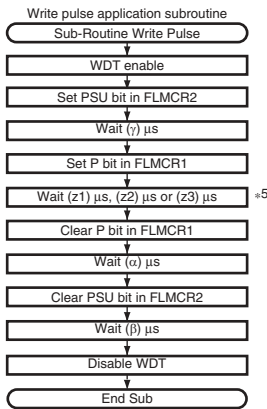 Write pulse application subroutine
Sub-Routine Write Pulse
WDT enable
Set PSU bit in FLMCR2
Wait (γ) μs
Set P bit in FLMCR1
Wait (z1) μs, (z2) μs or (z3) μs *5
Clear P bit in FLMCR1
Wait (α) μs
Clear PSU bit in FLMCR2
Wait (β) μs
Disable WDT
End Sub